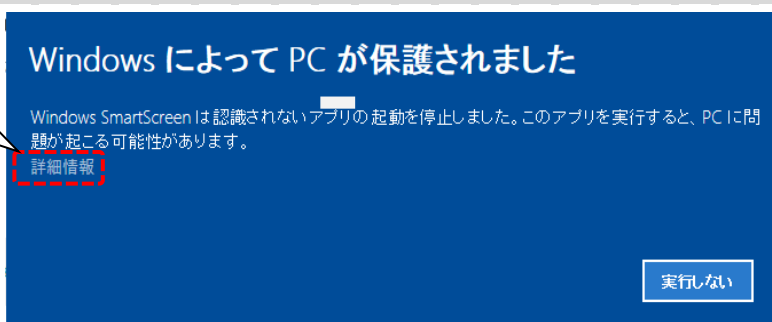 Windows によって PC が保護されました
Windows SmartScreen は認識されないアプリの起動を停止しました。このアプリを実行すると、PC に問
題が起こる可能性があります。
詳細情報
実行しない